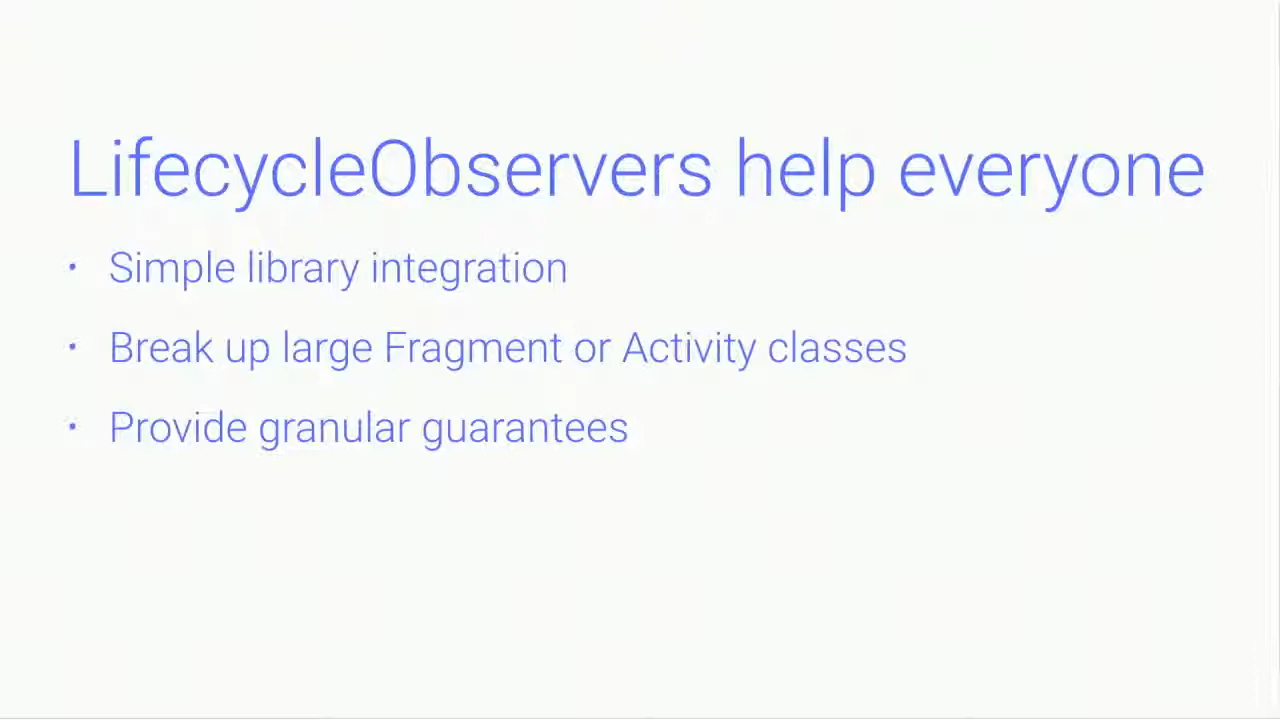 LifecycleObservers help everyone
• Simple library integration
• Break up large Fragment or Activity classes
• Provide granular guarantees